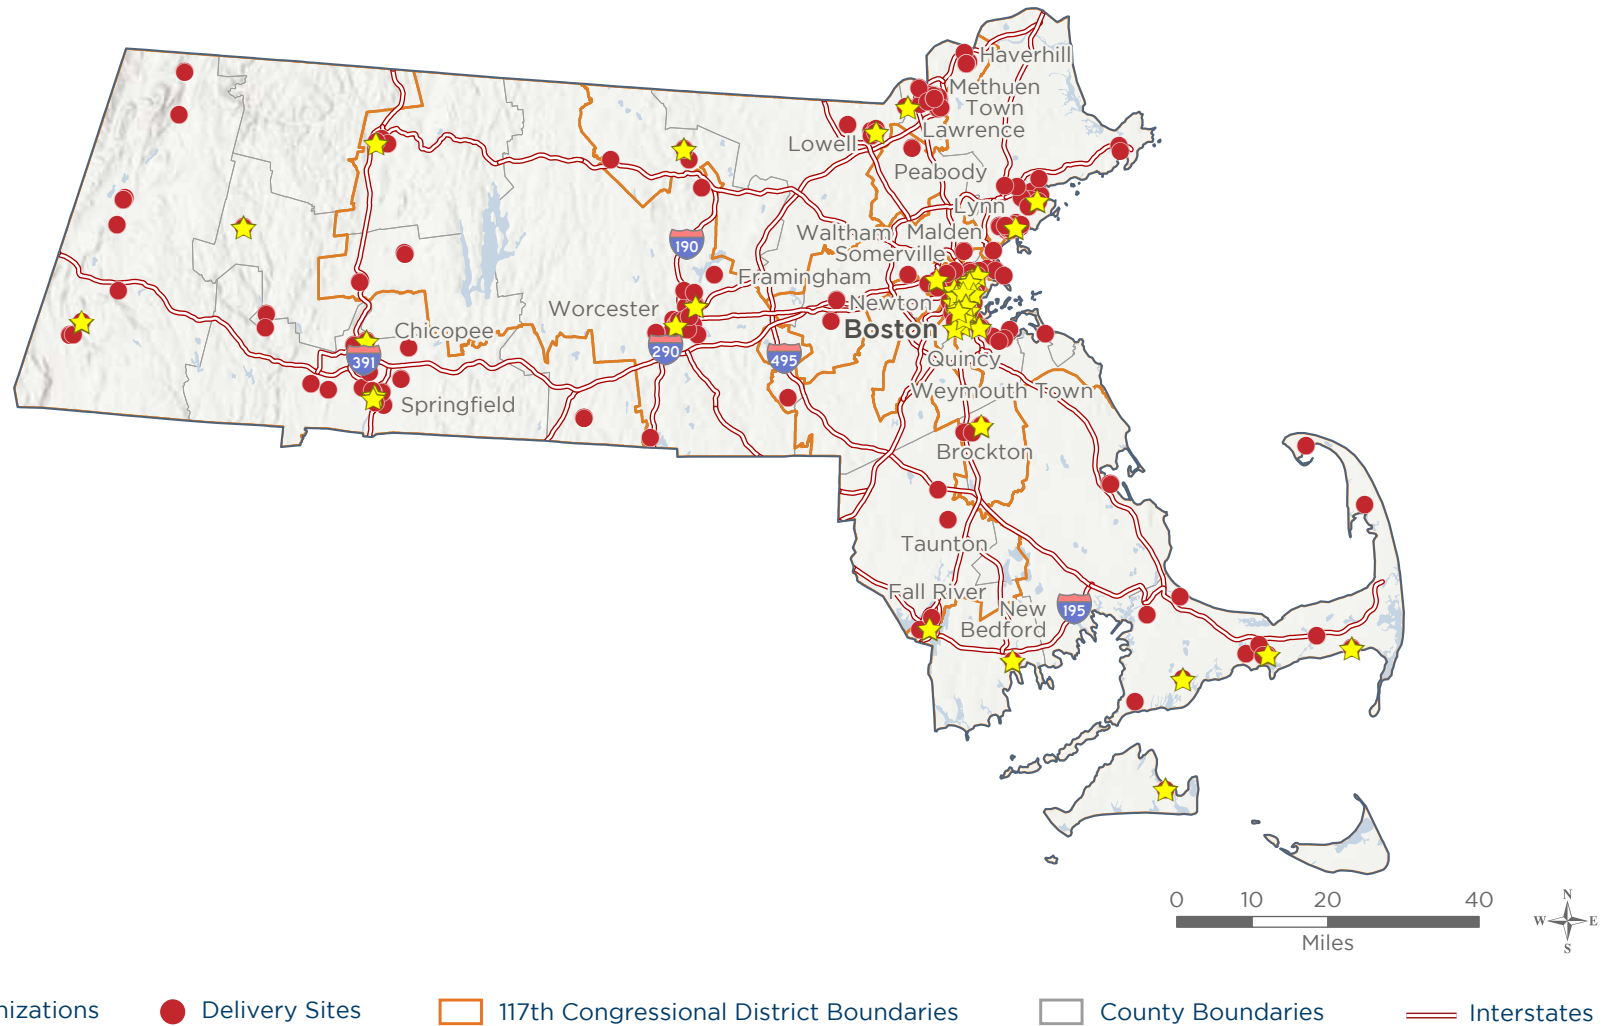 Haverhill
Methuen
Town
Lawrence
Lowell
Peabody
Lynn
Waltham
Malden
Somerville
190
Framingham
Worcester
Newton
Boston
Chicopee
290
495
391
Quincy
Weymouth Town
Springfield
Brockton
Taunton
Fall River
New
Bedford
195
0 10 20 40
Miles
N
W E
S
nizations
Delivery Sites
117th Congressional District Boundaries
County Boundaries
Interstates